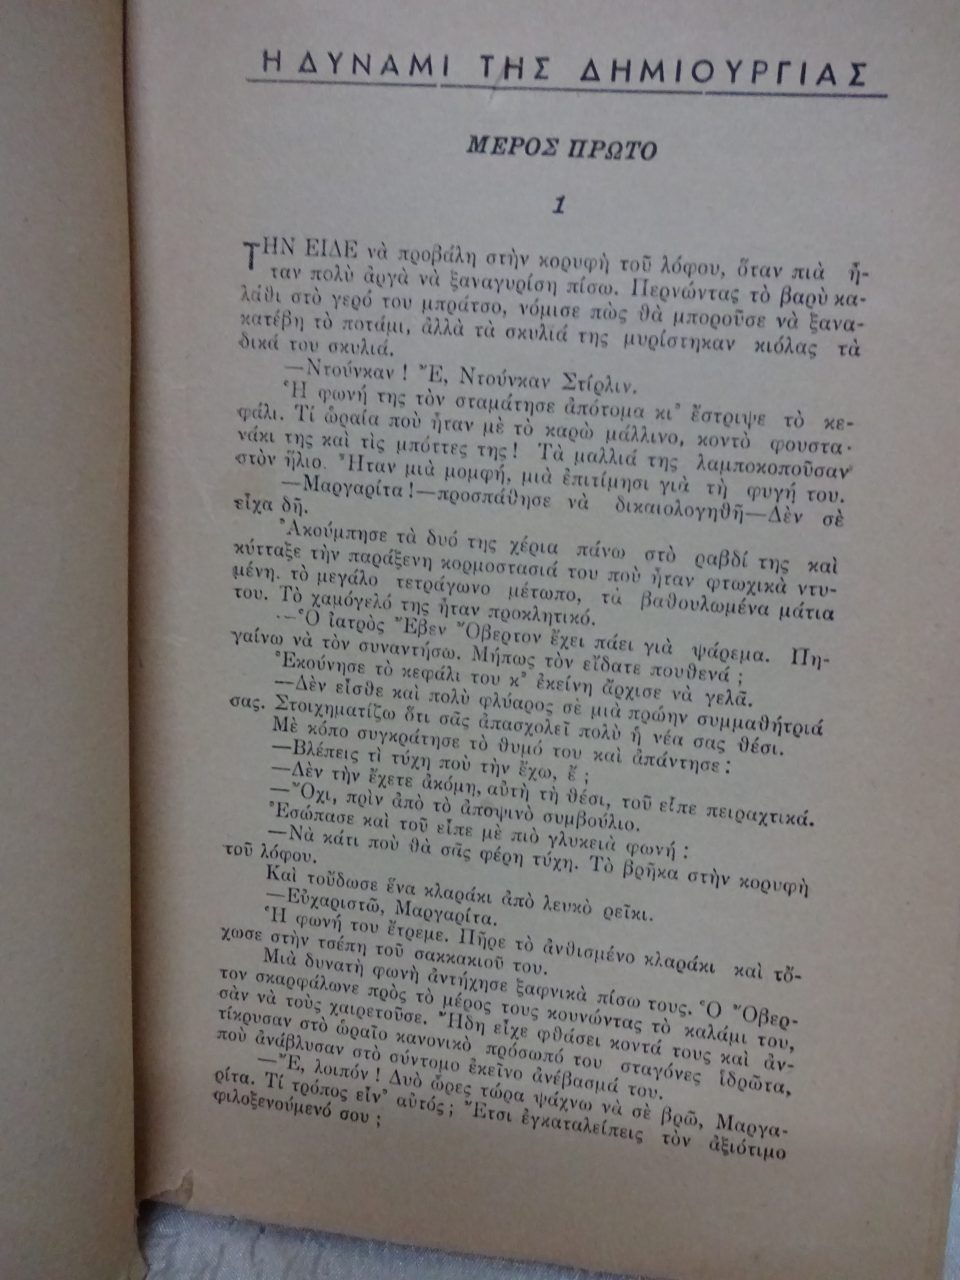 Η ΔΥΝΑΜΙ ΤΗΣ ΔΗΜΙΟΥΡΓΙΑΣ
ΜΕΡΟΣ ΠΡΩΤΟ
1
ΤΗΝ ΕΙΔΕ νὰ προβάλη στὴν κορυφὴ τοῦ λόφου, ὅταν πιὰ ἦ-
ταν πολὺ ἀργὰ νὰ ξαναγυρίση πίσω. Περνώντας τὸ βαρὺ κα-
λάθι στὸ γερό του μπράτσο, νόμισε πὼς θὰ μποροῦσε νὰ ξανα-
κατέβη τὸ ποτάμι, ἀλλὰ τὰ σκυλιά της μυρίστηκαν κιόλας τὰ
δικά του σκυλιά.
—Ντούνκαν! Ἔ, Ντούνκαν Στίρλιν.
Ἡ φωνή της τὸν σταμάτησε ἀπότομα κι᾽ ἔστριψε τὸ κε-
φάλι. Τί ὡραία ποὺ ἦταν μὲ τὸ καρὼ μάλλινο, κοντὸ φουστα-
νάκι της καὶ τὶς μπόττες της! Τὰ μαλλιά της λαμποκοποῦσαν
στὸν ἥλιο. Ἦταν μιὰ μομφή, μιὰ ἐπιτίμησι γιὰ τὴ φυγή του.
—Μαργαρίτα!—προσπάθησε νὰ δικαιολογηθῆ—Δὲν σὲ
εἶχα δῆ.
Ἀκούμπησε τὰ δυό της χέρια πάνω στὸ ραβδί της καὶ
κύτταξε τὴν παράξενη κορμοστασιά του ποὺ ἦταν φτωχικὰ ντυ-
μένη. τὸ μεγάλο τετράγωνο μέτωπο, τὰ βαθουλωμένα μάτια
του. Τὸ χαμόγελό της ἦταν προκλητικό.
—Ὁ ἰατρὸς Ἔβεν Ὄβερτον ἔχει πάει γιὰ ψάρεμα. Πη-
γαίνω νὰ τὸν συναντήσω. Μήπως τὸν εἴδατε πουθενά;
Ἐκούνησε τὸ κεφάλι του κ᾽ ἐκείνη ἄρχισε νὰ γελᾶ.
—Δὲν εἶσθε καὶ πολὺ φλύαρος σὲ μιὰ πρώην συμμαθήτριά
σας. Στοιχηματίζω ὅτι σᾶς ἀπασχολεῖ πολὺ ἡ νέα σας θέσι.
Μὲ κόπο συγκράτησε τὸ θυμό του καὶ ἀπάντησε:
—Βλέπεις τὶ τύχη ποὺ τὴν ἔχω, ἔ;
—Δὲν τὴν ἔχετε ἀκόμη, αὐτὴ τὴ θέσι, τοῦ εἶπε πειραχτικά.
—Ὄχι, πρὶν ἀπὸ τὸ ἀποψινὸ συμβούλιο.
Ἐσώπασε καὶ τοῦ εἶπε μὲ πιὸ γλυκειὰ φωνή:
—Νὰ κάτι ποὺ θὰ σᾶς φέρη τύχη. Τὸ βρῆκα στὴν κορυφὴ
τοῦ λόφου.
Καὶ τοὔδωσε ἕνα κλαράκι ἀπὸ λευκὸ ρεῖκι.
—Εὐχαριστῶ, Μαργαρίτα.
Ἡ φωνή του ἔτρεμε. Πῆρε τὸ ἀνθισμένο κλαράκι καὶ τὄ-
χωσε στὴν τσέπη τοῦ σακκακιοῦ του.
Μιὰ δυνατὴ φωνὴ ἀντήχησε ξαφνικὰ πίσω τους. Ὁ Ὄβερ-
τον σκαρφάλωνε πρὸς τὸ μέρος τους κουνώντας τὸ καλάμι του,
σὰν νὰ τοὺς χαιρετοῦσε. Ἤδη εἶχε φθάσει κοντά τους καὶ ἀν-
τίκρυσαν στὸ ὡραῖο κανονικὸ πρόσωπό του σταγόνες ἱδρῶτα,
ποὺ ἀνάβλυσαν στὸ σύντομο ἐκεῖνο ἀνέβασμά του.
—Ἔ, λοιπόν! Δυὸ ὧρες τώρα ψάχνω νὰ σὲ βρῶ, Μαργα-
ρίτα. Τί τρόπος εἶν᾽ αὐτός; Ἔτσι ἐγκαταλείπεις τὸν ἀξιότιμο
φιλοξενούμενό σου;